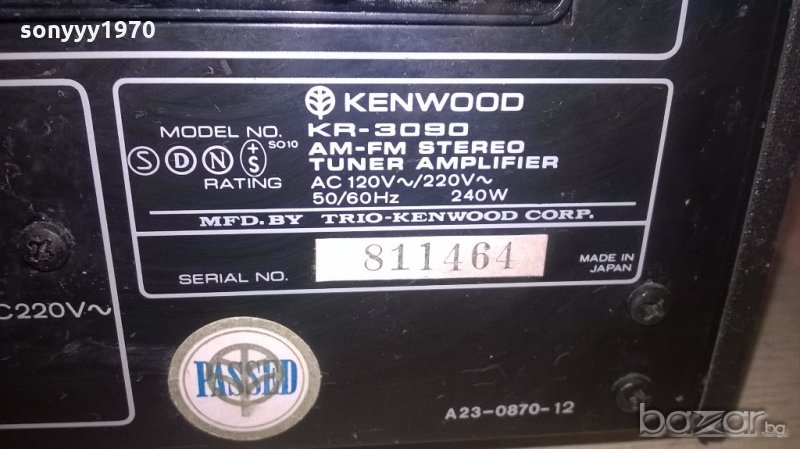 sonyyy1970
KENWOOD
MODEL NO. KR-3090
S D N +S SO10 AM-FM STEREO
TUNER AMPLIFIER
RATING AC 120V~/220V~
50/60Hz 240W
MFD. BY TRIO-KENWOOD CORP.
SERIAL NO. 811464 MADE IN
JAPAN
C220V~
PASSED
A23-0870-12
bazar.bg